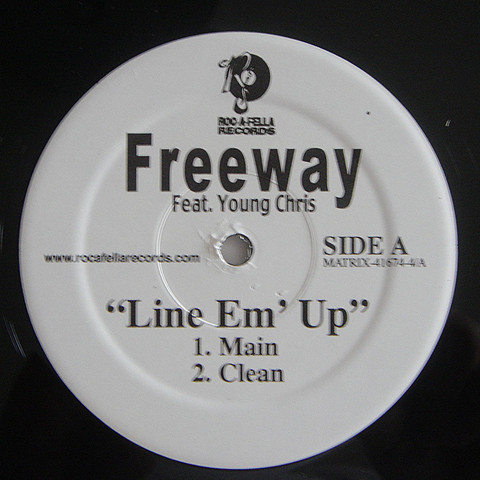 ROC-A-FELLA
RECORDS
Freeway
Feat. Young Chris
www.rocafellarecords.com
SIDE A
MATRIX-41674-4/A
“Line Em’ Up”
1. Main
2. Clean